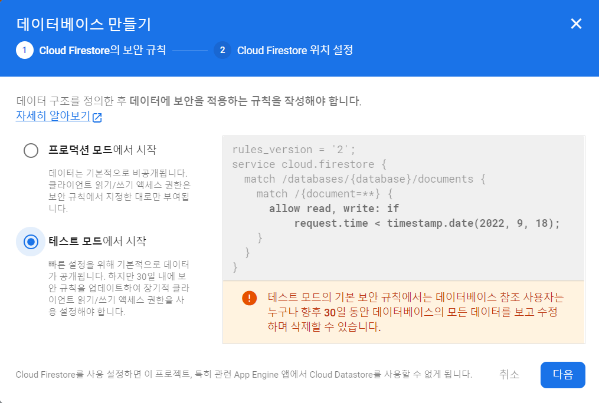 데이터베이스 만들기
1 Cloud Firestore의 보안 규칙
2 Cloud Firestore 위치 설정
데이터 구조를 정의한 후 데이터에 보안을 적용하는 규칙을 작성해야 합니다.
자세히 알아보기
프로덕션 모드에서 시작
데이터는 기본적으로 비공개됩니다.
클라이언트 읽기/쓰기 액세스 권한은
보안 규칙에서 지정한 대로만 부여됩
니다.
테스트 모드에서 시작
빠른 설정을 위해 기본적으로 데이터
가 공개됩니다. 하지만 30일 내에 보
안 규칙을 업데이트하여 장기적 클라
이언트 읽기/쓰기 액세스 권한을 사
용 설정해야 합니다.
rules_version = '2';
service cloud.firestore {
match /databases/{database}/documents {
match /{document=**} {
allow read, write: if
request.time < timestamp.date(2022, 9, 18);
}
}
}
테스트 모드의 기본 보안 규칙에서는 데이터베이스 참조 사용자는
누구나 향후 30일 동안 데이터베이스의 모든 데이터를 보고 수정
하며 삭제할 수 있습니다.
Cloud Firestore를 사용 설정하면 이 프로젝트, 특히 관련 App Engine 앱에서 Cloud Datastore를 사용할 수 없게 됩니다.
취소
다음